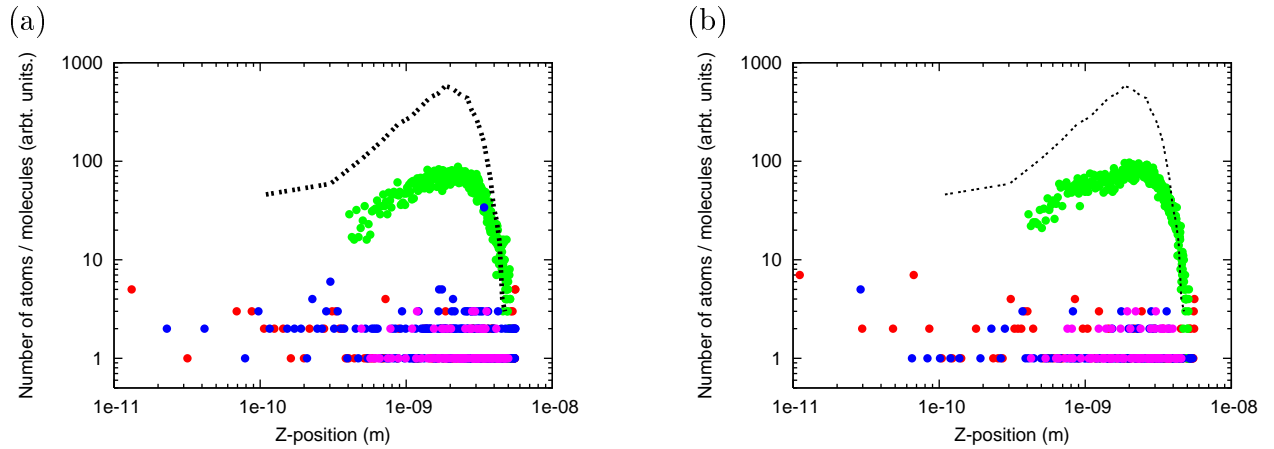 (a)
Number of atoms / molecules (arbt. units.)
1000
100
10
1
1e-11 1e-10 1e-09 1e-08
Z-position (m)
(b)
Number of atoms / molecules (arbt. units.)
1000
100
10
1
1e-11 1e-10 1e-09 1e-08
Z-position (m)